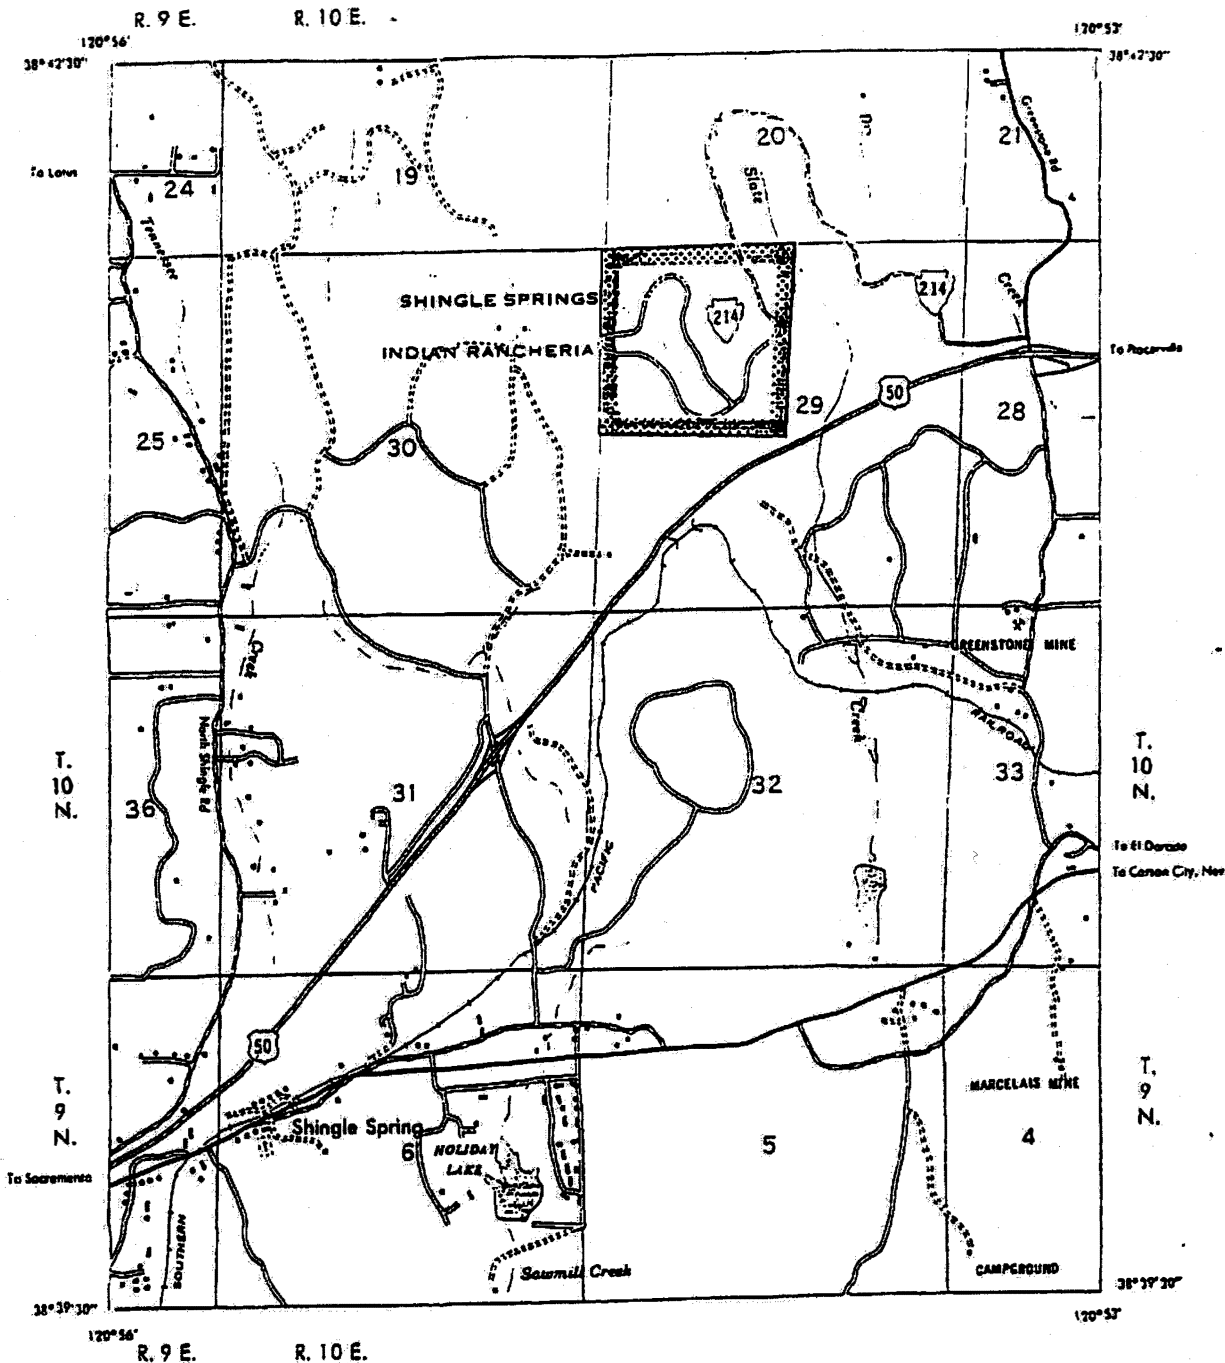 R. 9 E. R. 10 E.
120°56' 120°53'
38°42'30" 38°42'30"
20
21
Greenstone Rd
To Lotus
24
19
Slate
4
Tennessee
SHINGLE SPRINGS
214
214
Creek
INDIAN RANCHERIA
To Placerville
50
29
28
25
30
GREENSTONE MINE
Creek
North Shingle Rd
Creek
RAILROAD
T.
10
N.
36
31
32
33
T.
10
N.
PACIFIC
To El Dorado
To Carson City, Nev
50
T.
9
N.
MARCELAIS MINE
T.
9
N.
Shingle Spring
6
HOLIDAY
LAKE
5
4
To Sacramento
SOUTHERN
Sawmill Creek
CAMPGROUND
38°39'30" 38°39'30"
120°56' 120°53'
R. 9 E. R. 10 E.